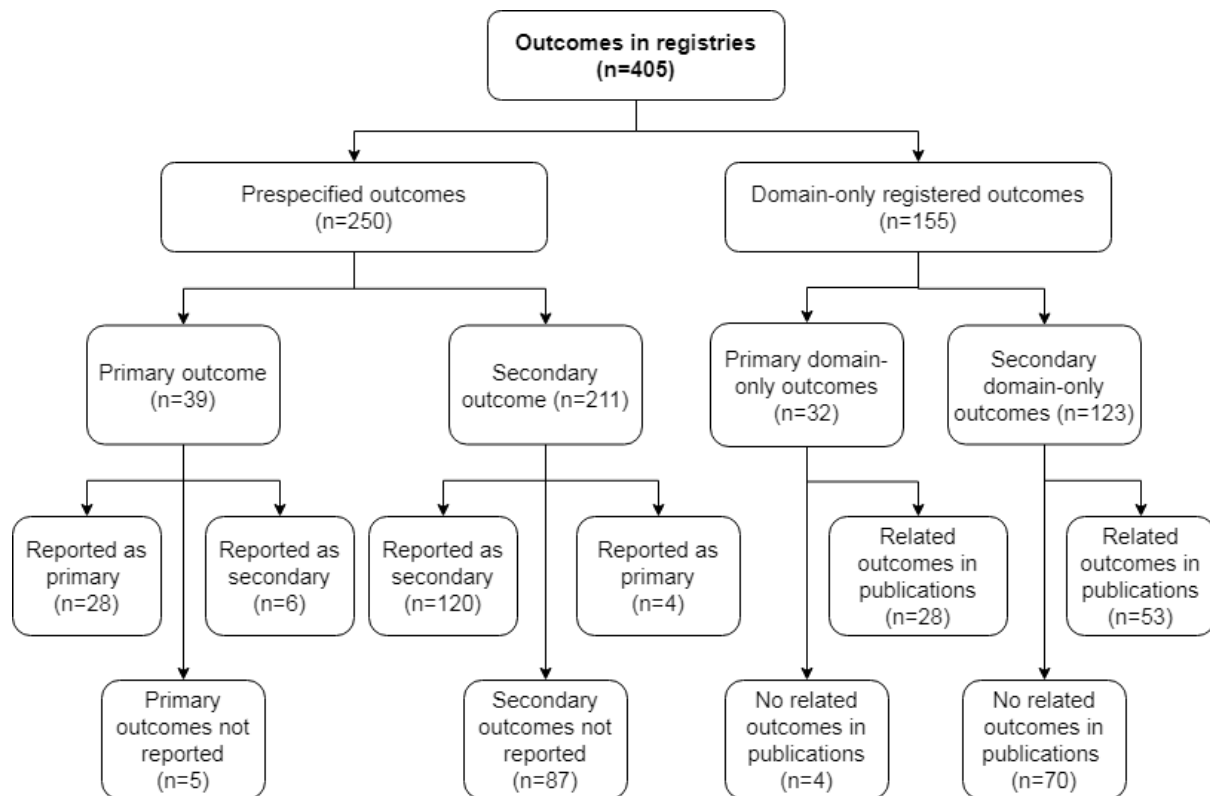 Outcomes in registries
(n=405)
Prespecified outcomes
(n=250)
Domain-only registered outcomes
(n=155)
Primary outcome
(n=39)
Secondary
outcome (n=211)
Primary domain-
only outcomes
(n=32)
Secondary
domain-only
outcomes (n=123)
Reported as
primary
(n=28)
Reported as
secondary
(n=6)
Reported as
secondary
(n=120)
Reported as
primary
(n=4)
Related
outcomes in
publications
(n=28)
Related
outcomes in
publications
(n=53)
Primary
outcomes not
reported
(n=5)
Secondary
outcomes not
reported
(n=87)
No related
outcomes in
publications
(n=4)
No related
outcomes in
publications
(n=70)